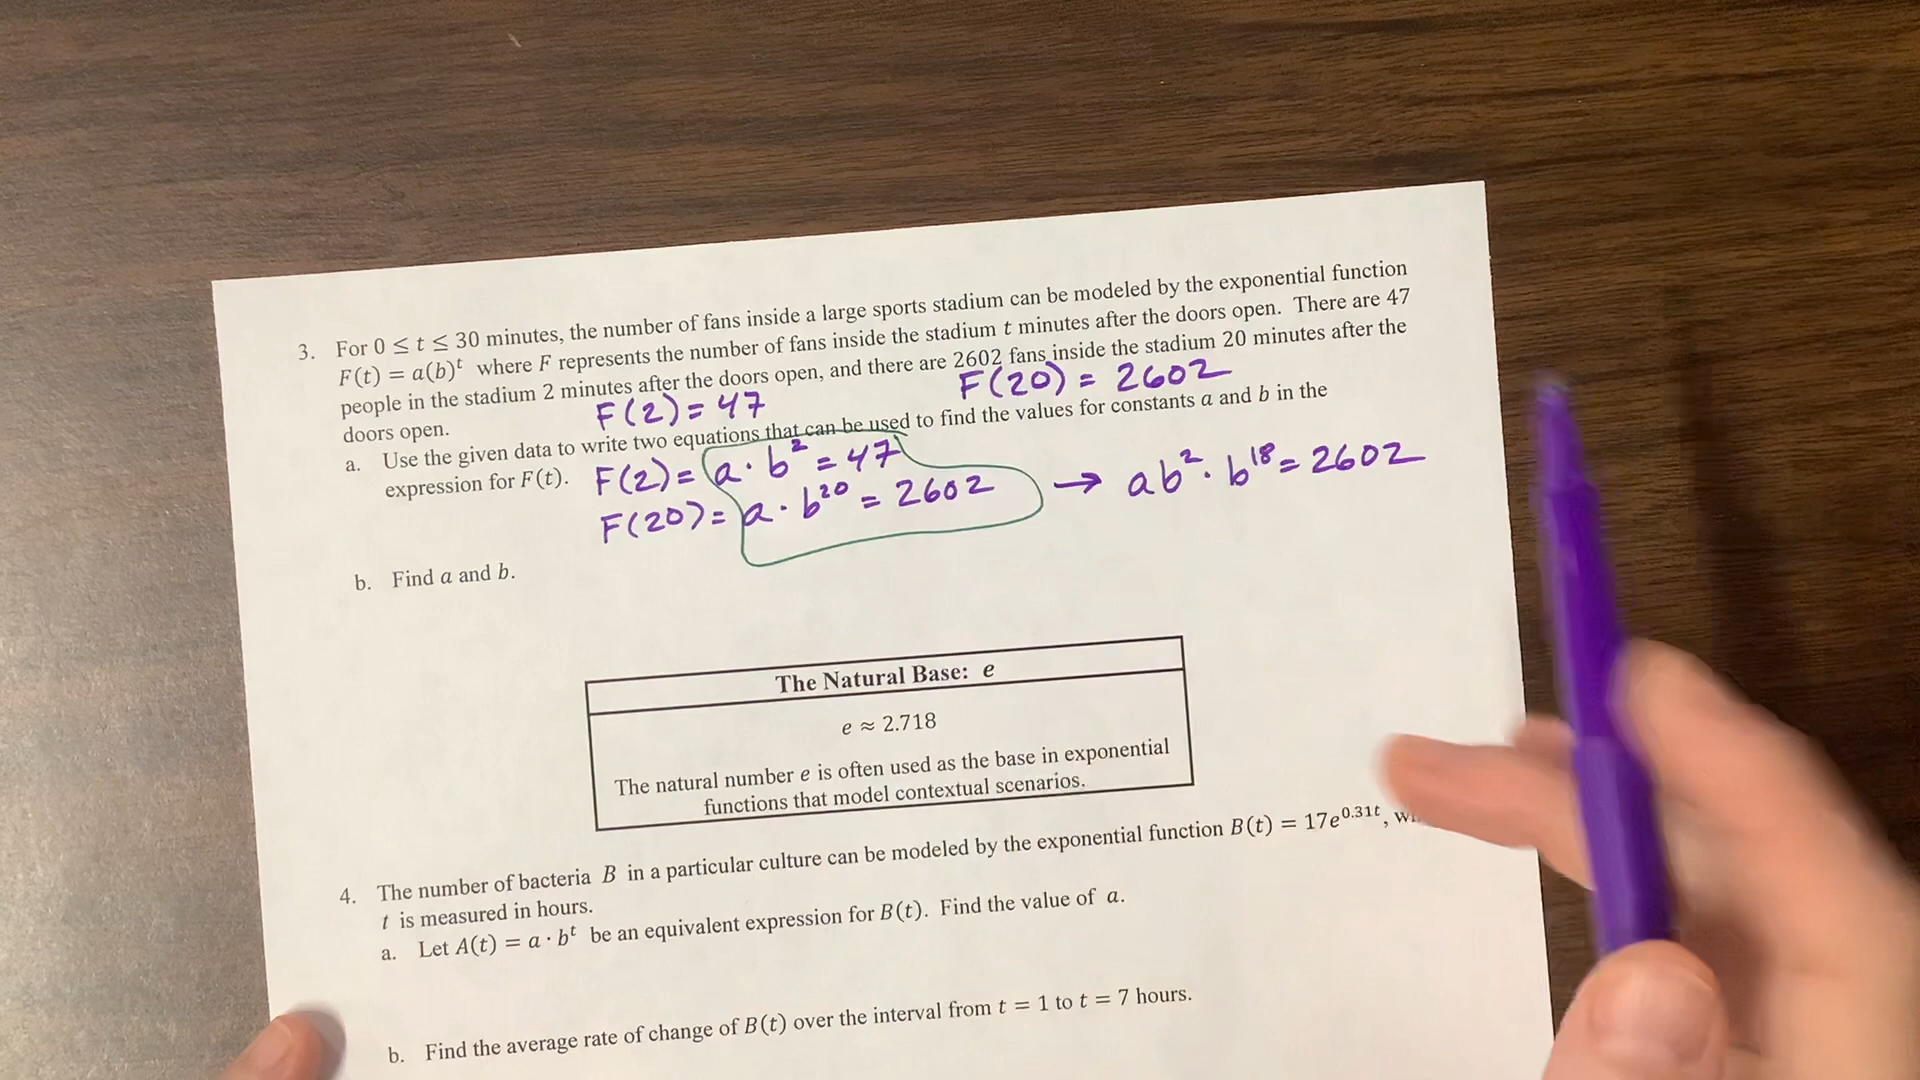 3. For 0 ≤ t ≤ 30 minutes, the number of fans inside a large sports stadium can be modeled by the exponential function
F(t) = a(b)ᵗ where F represents the number of fans inside the stadium t minutes after the doors open. There are 47
people in the stadium 2 minutes after the doors open, and there are 2602 fans inside the stadium 20 minutes after the
doors open.
F(2) = 47
F(20) = 2602
a. Use the given data to write two equations that can be used to find the values for constants a and b in the
expression for F(t).
F(2) = a · b² = 47
F(20) = a · b²⁰ = 2602
→ ab² · b¹⁸ = 2602
b. Find a and b.
The Natural Base: e
e ≈ 2.718
The natural number e is often used as the base in exponential
functions that model contextual scenarios.
4. The number of bacteria B in a particular culture can be modeled by the exponential function B(t) = 17e⁰·³¹ᵗ,
t is measured in hours.
a. Let A(t) = a · bᵗ be an equivalent expression for B(t). Find the value of a.
b. Find the average rate of change of B(t) over the interval from t = 1 to t = 7 hours.